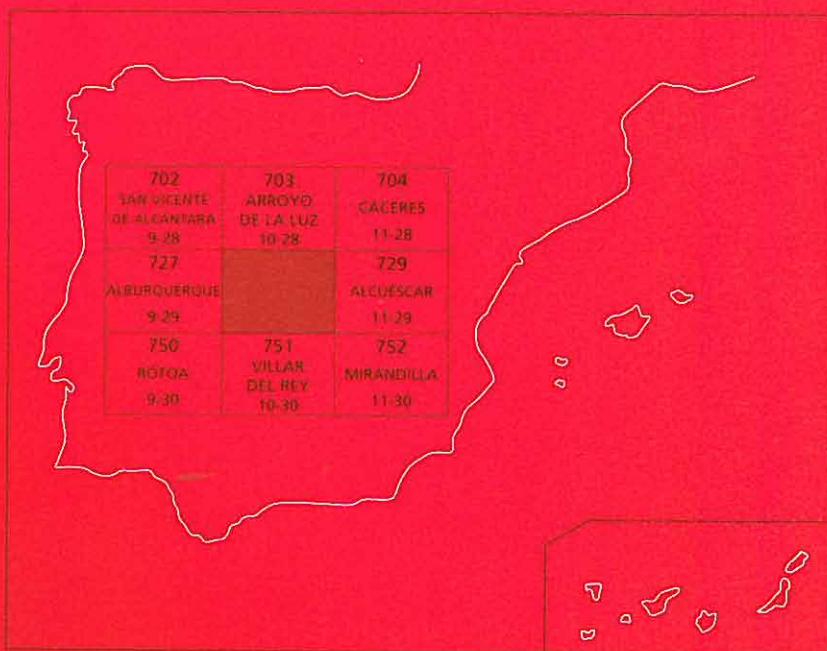 702
SAN VICENTE
DE ALCANTARA
9-28
703
ARROYO
DE LA LUZ
10-28
704
CACERES
11-28
727
ALBURQUERQUE
9-29
729
ALCUÉSCAR
11-29
750
BOTOA
9-30
751
VILLAR
DEL REY
10-30
752
MIRANDILLA
11-30